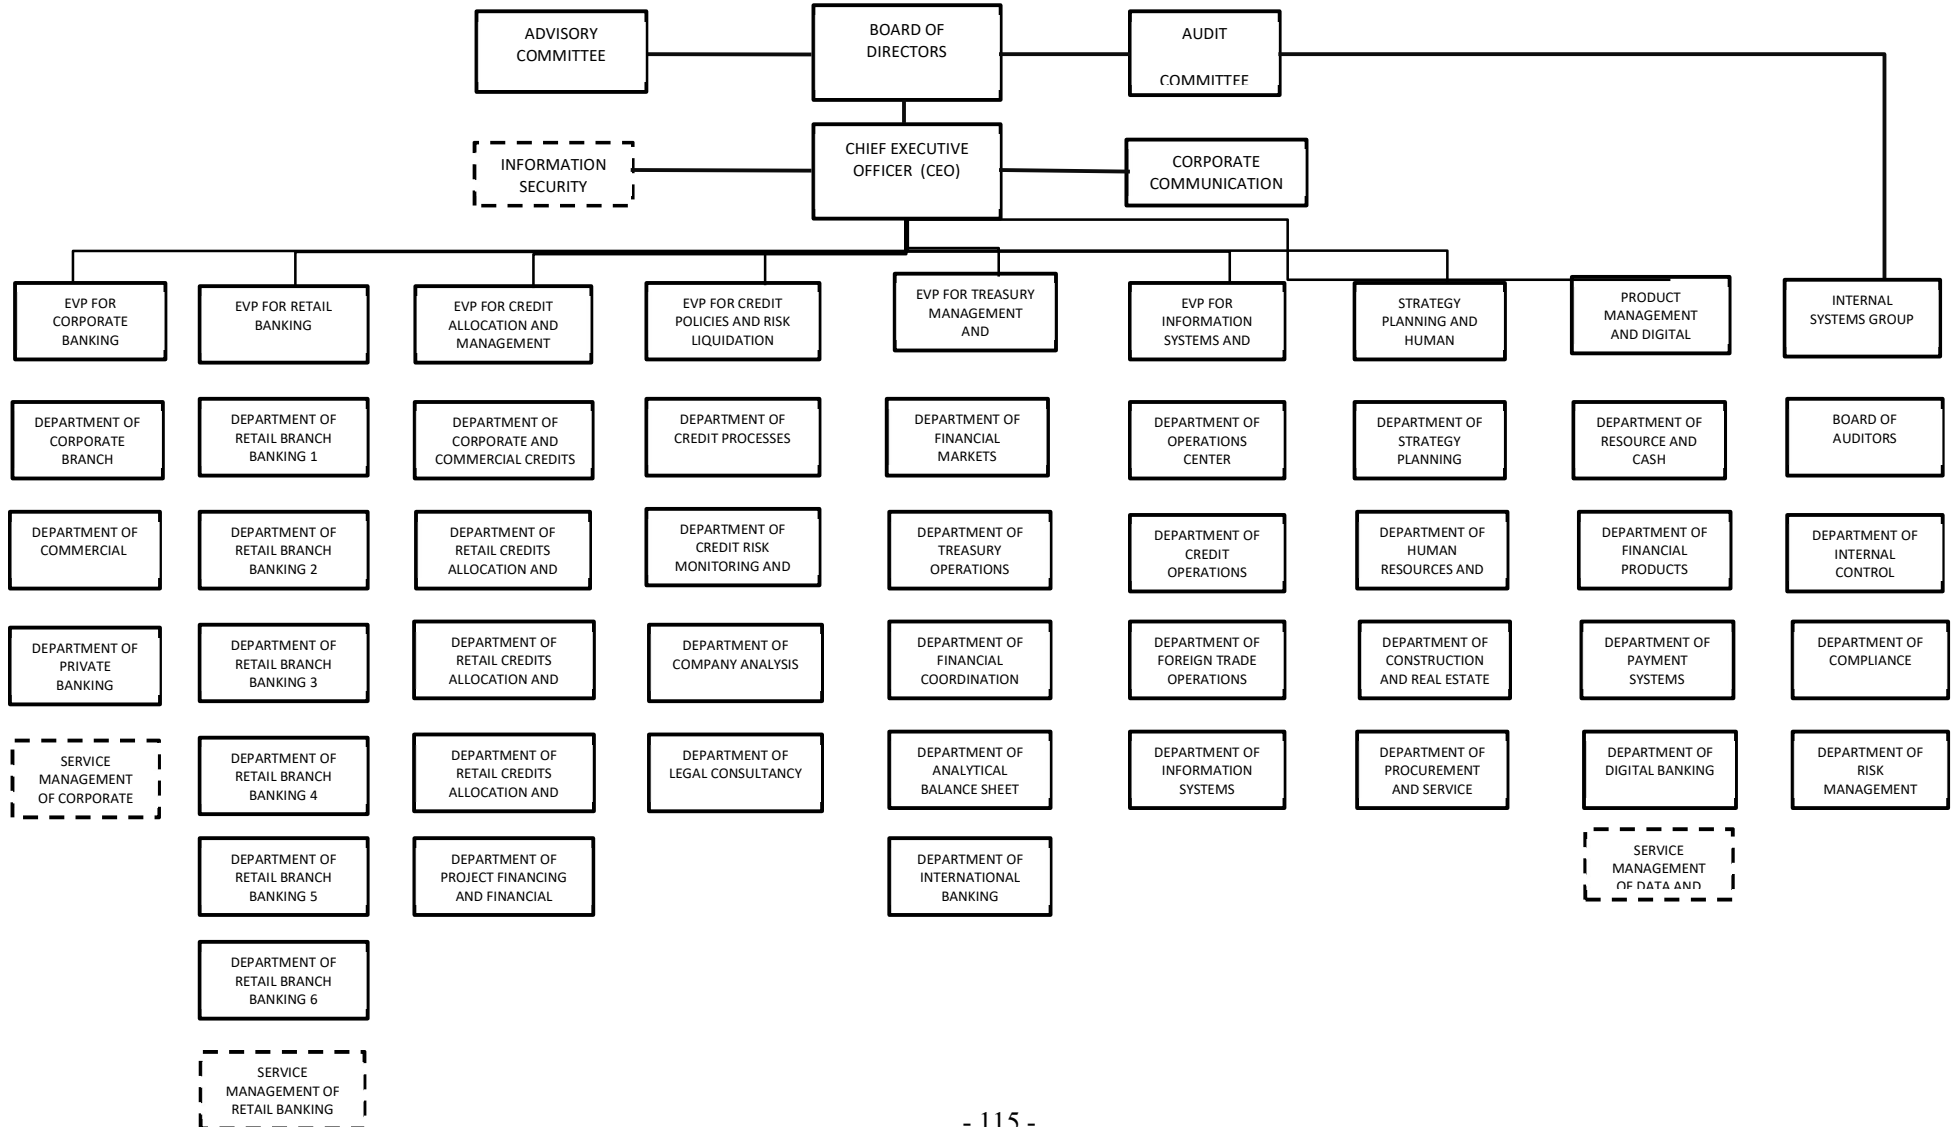 ADVISORY
COMMITTEE
BOARD OF
DIRECTORS
AUDIT
COMMITTEE
INFORMATION
SECURITY
CHIEF EXECUTIVE
OFFICER (CEO)
CORPORATE
COMMUNICATION
EVP FOR
CORPORATE
BANKING
EVP FOR RETAIL
BANKING
EVP FOR CREDIT
ALLOCATION AND
MANAGEMENT
EVP FOR CREDIT
POLICIES AND RISK
LIQUIDATION
EVP FOR TREASURY
MANAGEMENT
AND
EVP FOR
INFORMATION
SYSTEMS AND
STRATEGY
PLANNING AND
HUMAN
PRODUCT
MANAGEMENT
AND DIGITAL
INTERNAL
SYSTEMS GROUP
DEPARTMENT OF
CORPORATE
BRANCH
DEPARTMENT OF
RETAIL BRANCH
BANKING 1
DEPARTMENT OF
CORPORATE AND
COMMERCIAL CREDITS
DEPARTMENT OF
CREDIT PROCESSES
DEPARTMENT OF
FINANCIAL
MARKETS
DEPARTMENT OF
OPERATIONS
CENTER
DEPARTMENT OF
STRATEGY
PLANNING
DEPARTMENT OF
RESOURCE AND
CASH
BOARD OF
AUDITORS
DEPARTMENT OF
COMMERCIAL
DEPARTMENT OF
RETAIL BRANCH
BANKING 2
DEPARTMENT OF
RETAIL CREDITS
ALLOCATION AND
DEPARTMENT OF
CREDIT RISK
MONITORING AND
DEPARTMENT OF
TREASURY
OPERATIONS
DEPARTMENT OF
CREDIT
OPERATIONS
DEPARTMENT OF
HUMAN
RESOURCES AND
DEPARTMENT OF
FINANCIAL
PRODUCTS
DEPARTMENT OF
INTERNAL
CONTROL
DEPARTMENT OF
PRIVATE
BANKING
DEPARTMENT OF
RETAIL BRANCH
BANKING 3
DEPARTMENT OF
RETAIL CREDITS
ALLOCATION AND
DEPARTMENT OF
COMPANY ANALYSIS
DEPARTMENT OF
FINANCIAL
COORDINATION
DEPARTMENT OF
FOREIGN TRADE
OPERATIONS
DEPARTMENT OF
CONSTRUCTION
AND REAL ESTATE
DEPARTMENT OF
PAYMENT
SYSTEMS
DEPARTMENT OF
COMPLIANCE
SERVICE
MANAGEMENT
OF CORPORATE
DEPARTMENT OF
RETAIL BRANCH
BANKING 4
DEPARTMENT OF
RETAIL CREDITS
ALLOCATION AND
DEPARTMENT OF
LEGAL CONSULTANCY
DEPARTMENT OF
ANALYTICAL
BALANCE SHEET
DEPARTMENT OF
INFORMATION
SYSTEMS
DEPARTMENT OF
PROCUREMENT
AND SERVICE
DEPARTMENT OF
DIGITAL BANKING
DEPARTMENT OF
RISK
MANAGEMENT
DEPARTMENT OF
RETAIL BRANCH
BANKING 5
DEPARTMENT OF
PROJECT FINANCING
AND FINANCIAL
DEPARTMENT OF
INTERNATIONAL
BANKING
SERVICE
MANAGEMENT
OF DATA AND
DEPARTMENT OF
RETAIL BRANCH
BANKING 6
SERVICE
MANAGEMENT OF
RETAIL BANKING
- 115 -